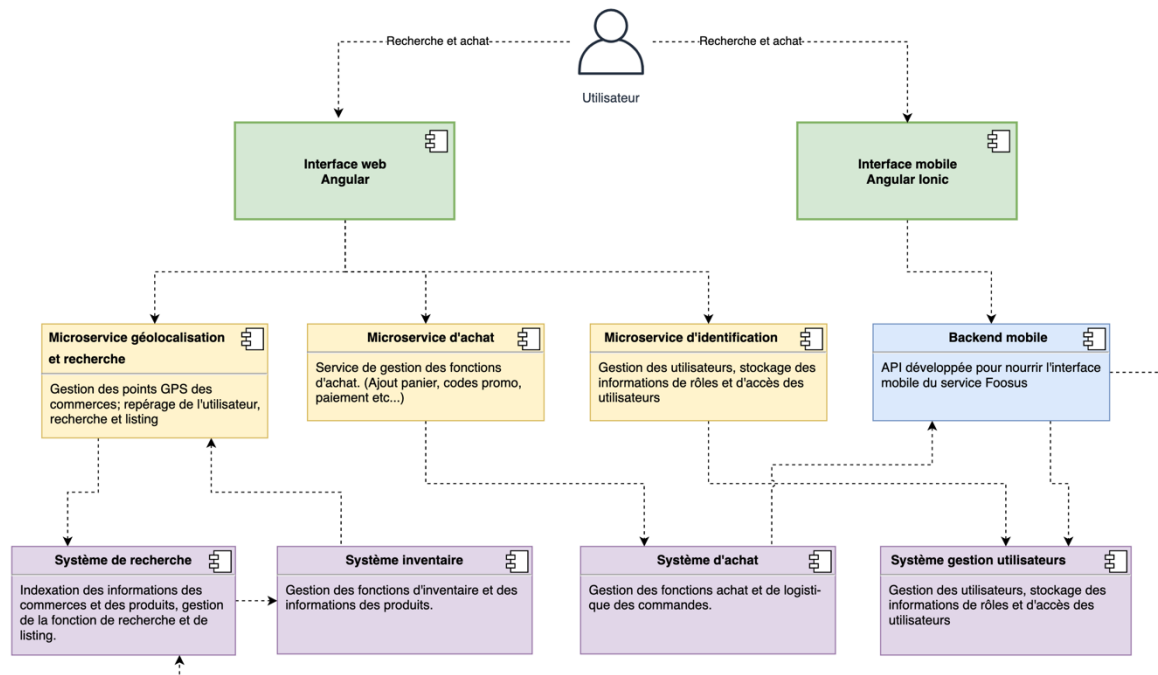 Recherche et achat
Recherche et achat
Utilisateur
Interface web
Angular
Interface mobile
Angular Ionic
Microservice géolocalisation
et recherche
Gestion des points GPS des
commerces; repérage de l'utilisateur,
recherche et listing
Microservice d'achat
Service de gestion des fonctions
d'achat. (Ajout panier, codes promo,
paiement etc...)
Microservice d'identification
Gestion des utilisateurs, stockage des
informations de rôles et d'accès des
utilisateurs
Backend mobile
API développée pour nourrir l'interface
mobile du service Foosus
Système de recherche
Indexation des informations des
commerces et des produits, gestion
de la fonction de recherche et de
listing.
Système inventaire
Gestion des fonctions d'inventaire et des
informations des produits.
Système d'achat
Gestion des fonctions achat et de logisti-
que des commandes.
Système gestion utilisateurs
Gestion des utilisateurs, stockage des
informations de rôles et d'accès des
utilisateurs